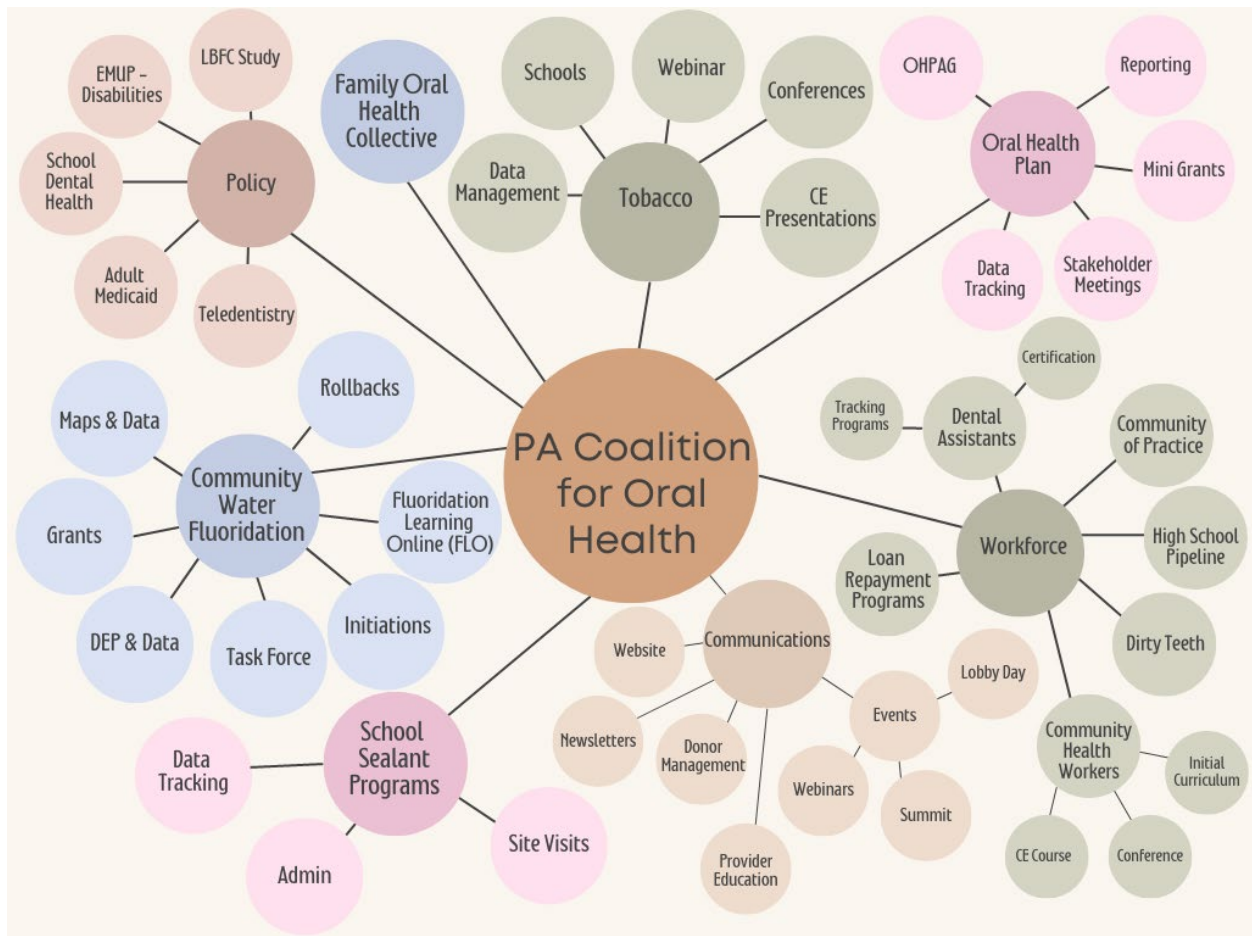 LBFC Study
EMUP –
Disabilities
School
Dental
Health
Policy
Adult
Medicaid
Teledentistry
Family Oral
Health
Collective
Schools
Webinar
Conferences
Data
Management
Tobacco
CE
Presentations
OHPAG
Reporting
Oral Health
Plan
Mini Grants
Data
Tracking
Stakeholder
Meetings
PA Coalition
for Oral
Health
Rollbacks
Maps & Data
Community
Water
Fluoridation
Fluoridation
Learning
Online (FLO)
Grants
DEP & Data
Task Force
Initiations
Certification
Tracking
Programs
Dental
Assistants
Community
of Practice
Workforce
High School
Pipeline
Loan
Repayment
Programs
Dirty Teeth
Community
Health
Workers
Initial
Curriculum
CE Course
Conference
Communications
Website
Newsletters
Donor
Management
Provider
Education
Events
Lobby Day
Webinars
Summit
School
Sealant
Programs
Data
Tracking
Admin
Site Visits